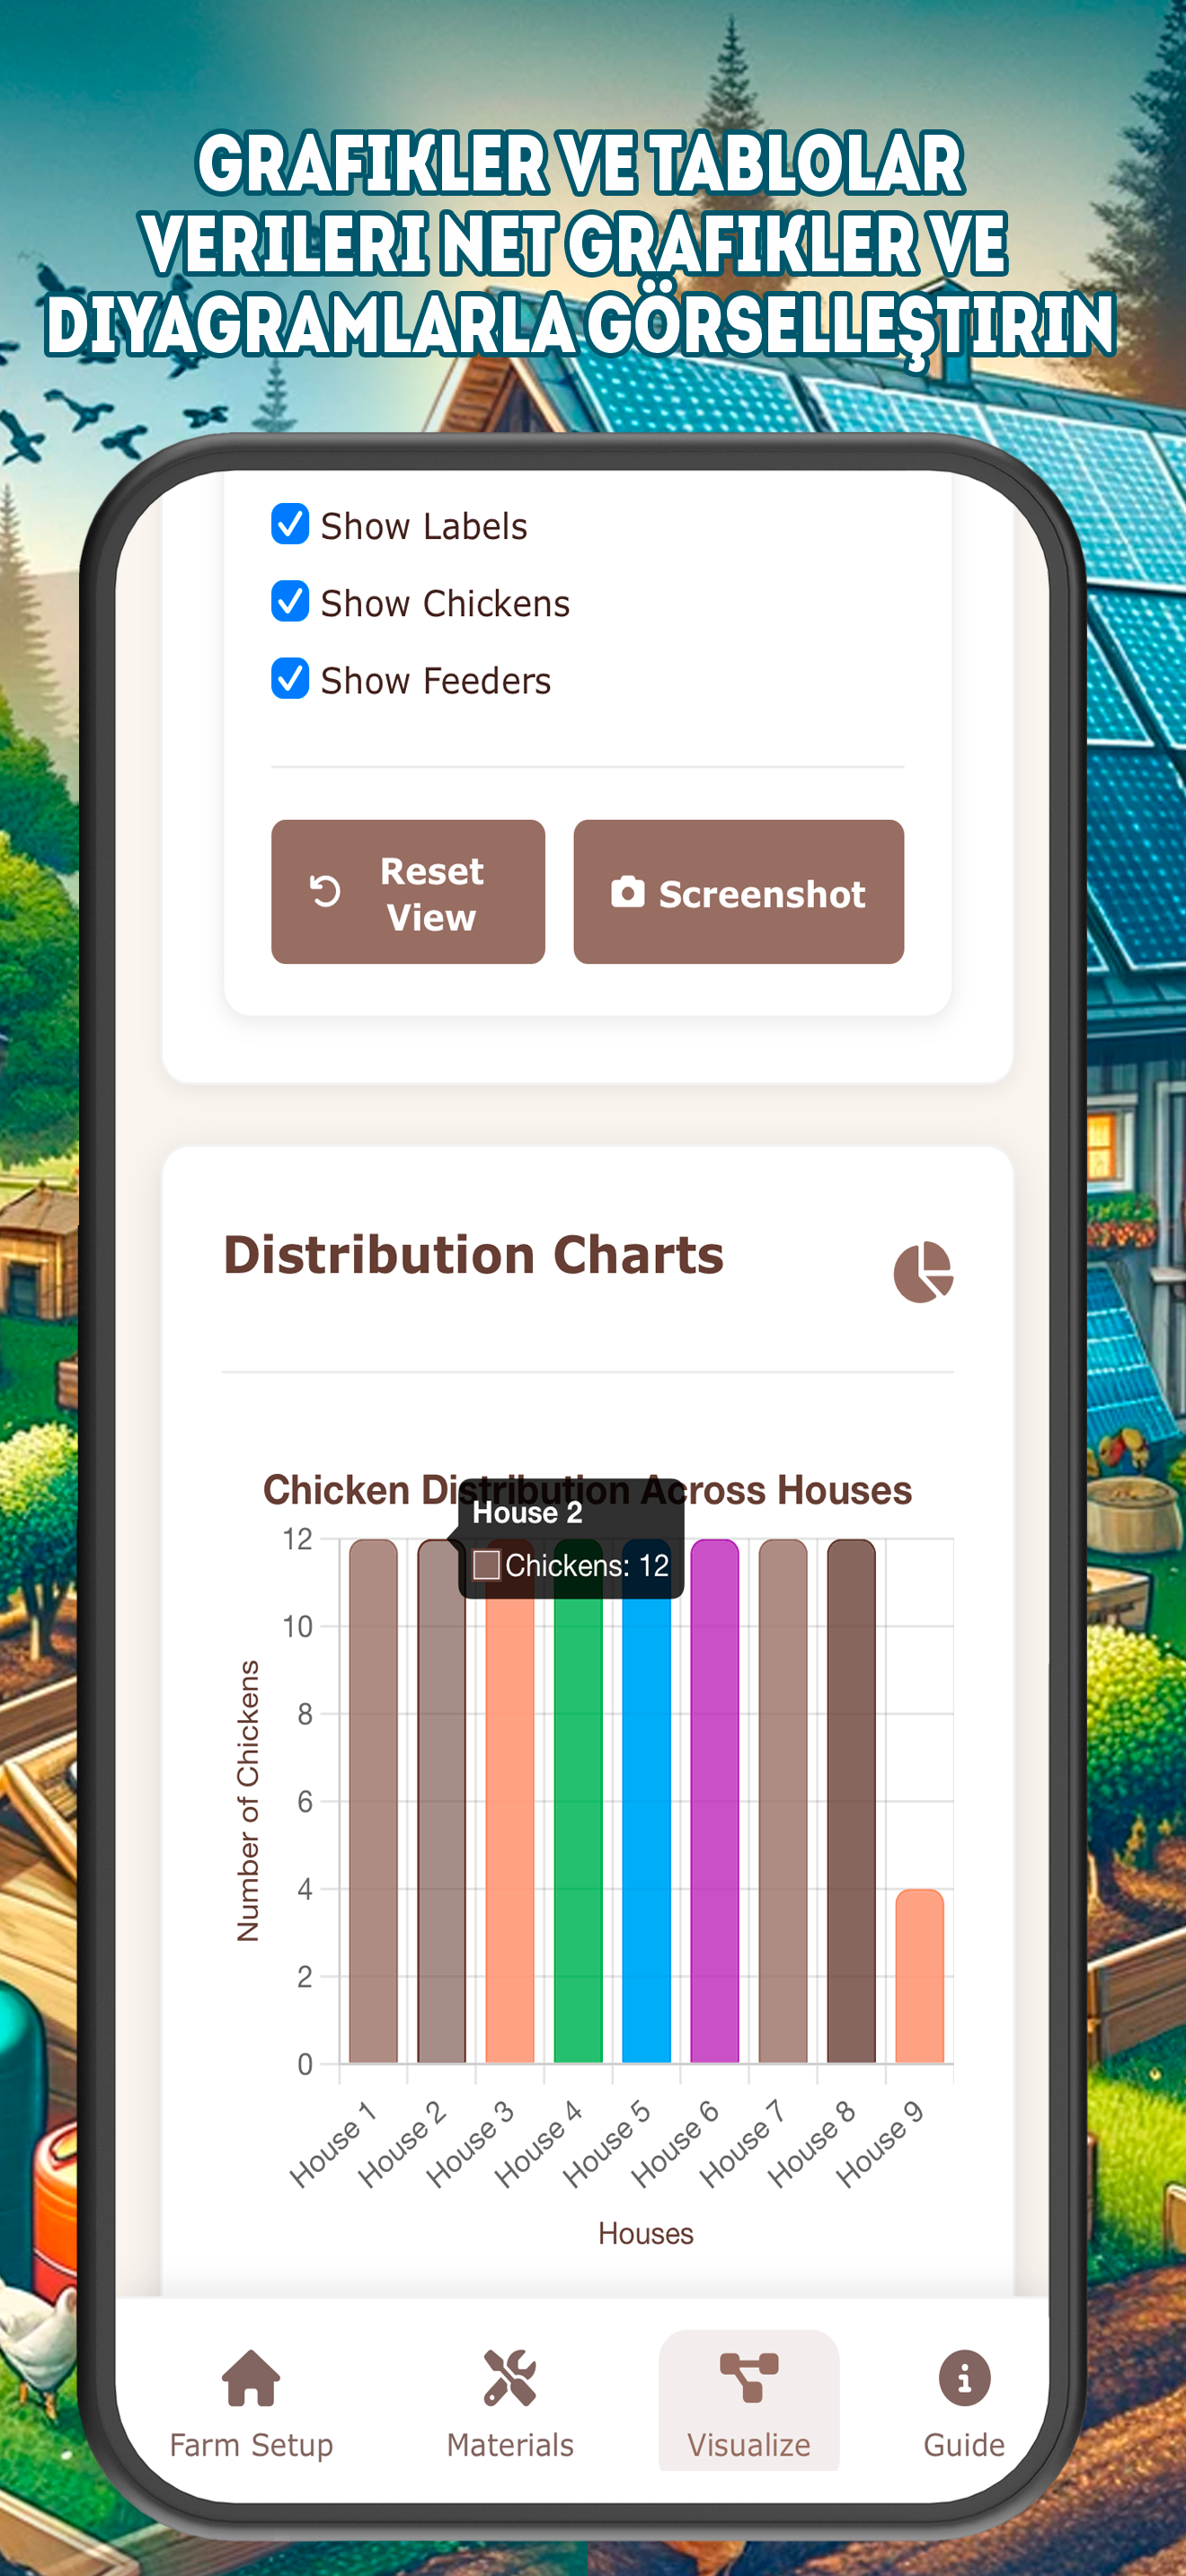 GRAFIKLER VE TABLOLAR
VERILERI NET GRAFIKLER VE
DIYAGRAMLARLA GÖRSELLEŞTIRIN
Show Labels
Show Chickens
Show Feeders
Reset
View
Screenshot
Distribution Charts
Chicken Distribution Across Houses
House 2
Chickens: 12
12
10
8
6
4
2
0
Number of Chickens
House 1
House 2
House 3
House 4
House 5
House 6
House 7
House 8
House 9
Houses
Farm Setup
Materials
Visualize
Guide